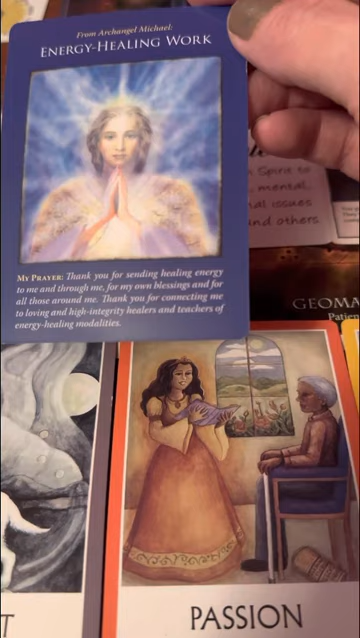 From Archangel Michael:
ENERGY-HEALING WORK
MY PRAYER: Thank you for sending healing energy
to me and through me, for my own blessings and for
all those around me. Thank you for connecting me
to loving and high-integrity healers and teachers of
energy-healing modalities.
Spirit to
mental,
issues
and others
GEOMA
Patien
T
PASSION